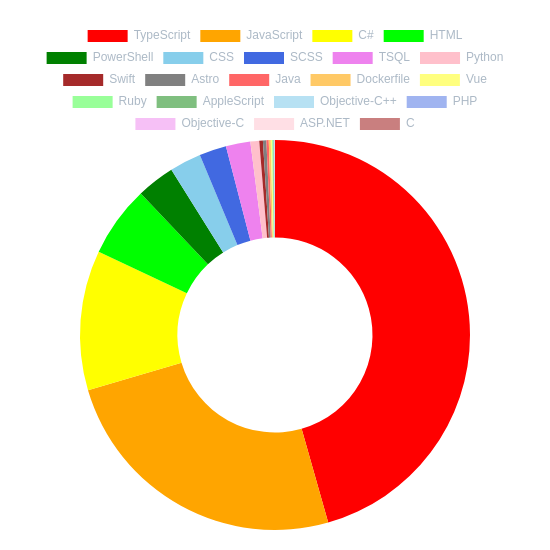 TypeScript JavaScript C# HTML
PowerShell CSS SCSS TSQL Python
Swift Astro Java Dockerfile Vue
Ruby AppleScript Objective-C++ PHP
Objective-C ASP.NET C